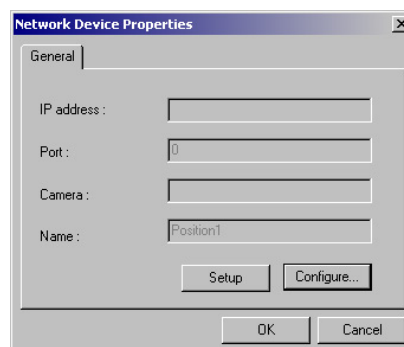 Network Device Properties
General
IP address :
Port : 0
Camera :
Name : Position1
Setup Configure...
OK Cancel